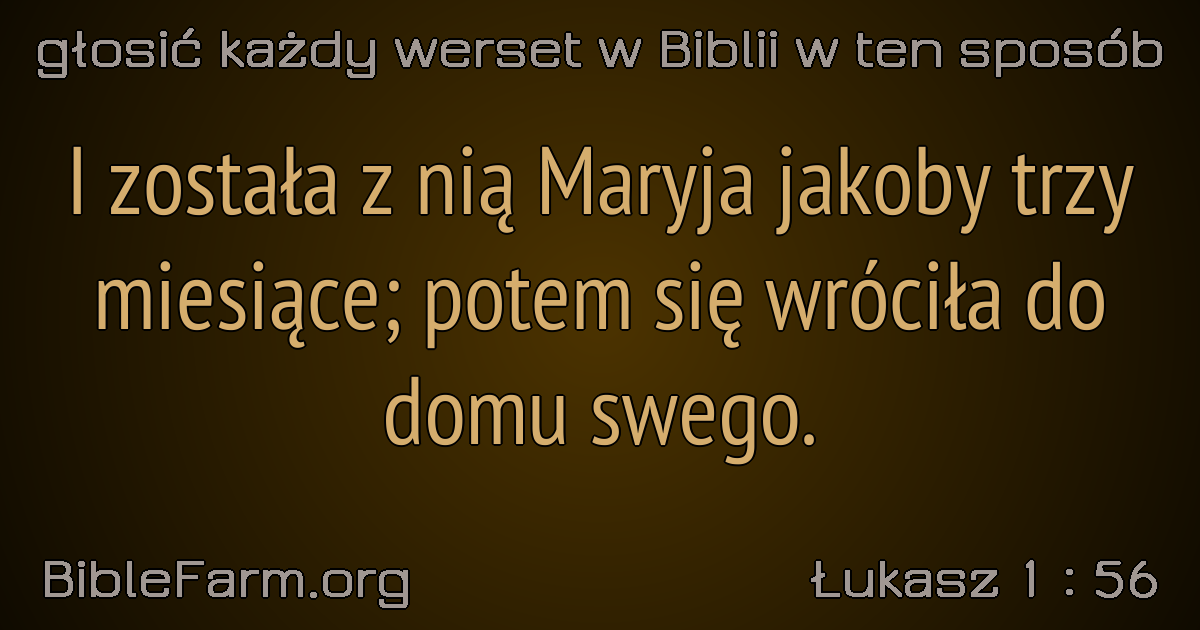 głosić każdy werset w Biblii w ten sposób
I została z nią Maryja jakoby trzy
miesiące; potem się wróciła do
domu swego.
BibleFarm.org
Łukasz 1 : 56